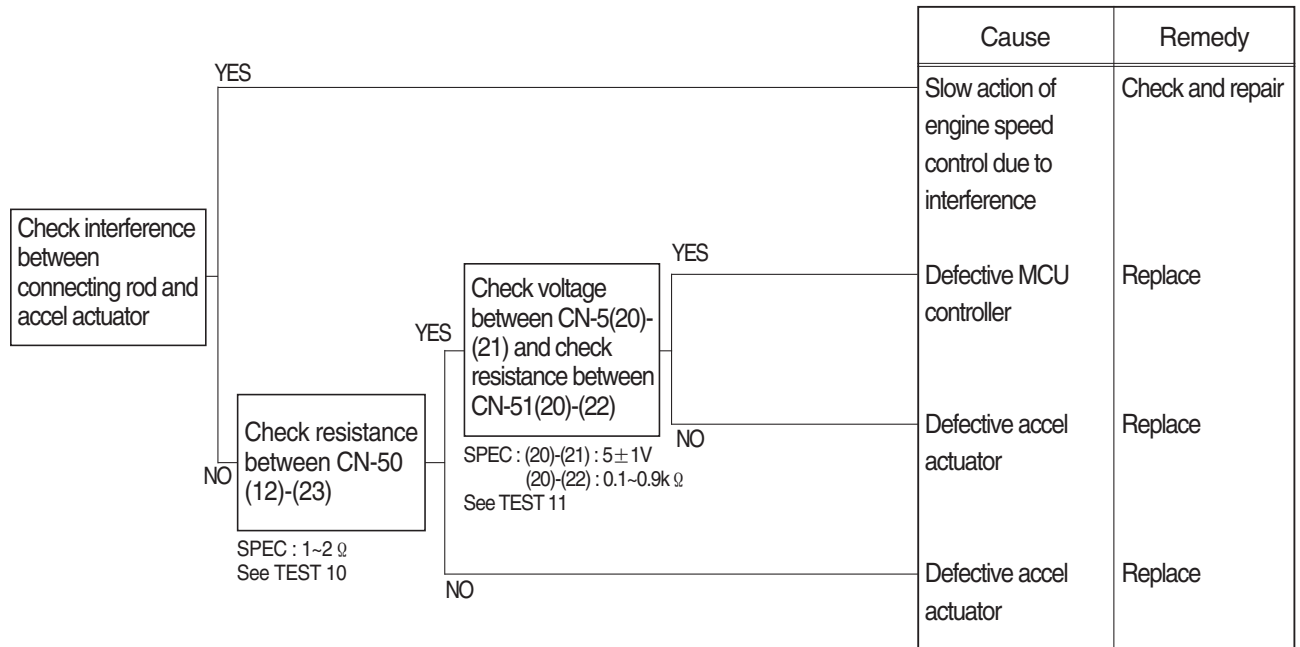 Cause
Remedy
YES
Slow action of
engine speed
control due to
interference
Check and repair
Check interference
between
connecting rod and
accel actuator
NO
Check resistance
between CN-50
(12)-(23)
SPEC : 1~2 Ω
See TEST 10
YES
Check voltage
between CN-5(20)-
(21) and check
resistance between
CN-51(20)-(22)
SPEC : (20)-(21) : 5±1V
(20)-(22) : 0.1~0.9k Ω
See TEST 11
YES
Defective MCU
controller
Replace
NO
Defective accel
actuator
Replace
NO
Defective accel
actuator
Replace